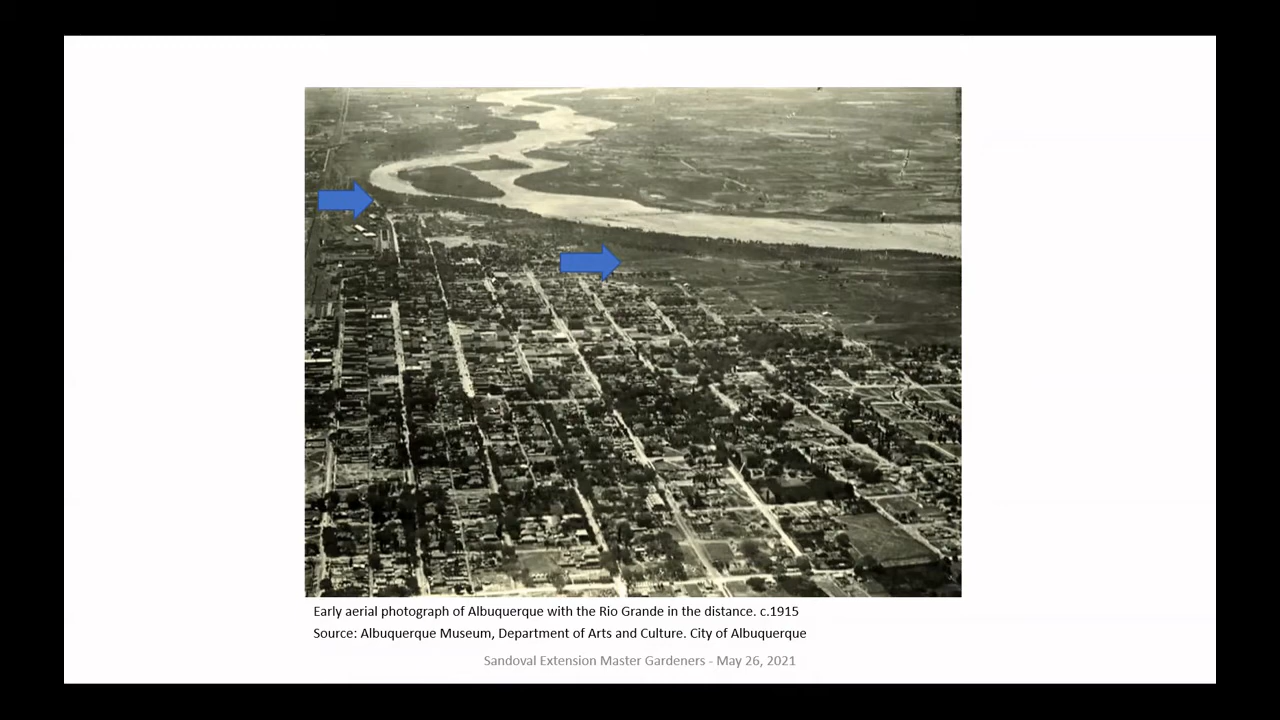 Early aerial photograph of Albuquerque with the Rio Grande in the distance. c.1915
Source: Albuquerque Museum, Department of Arts and Culture. City of Albuquerque
Sandoval Extension Master Gardeners - May 26, 2021